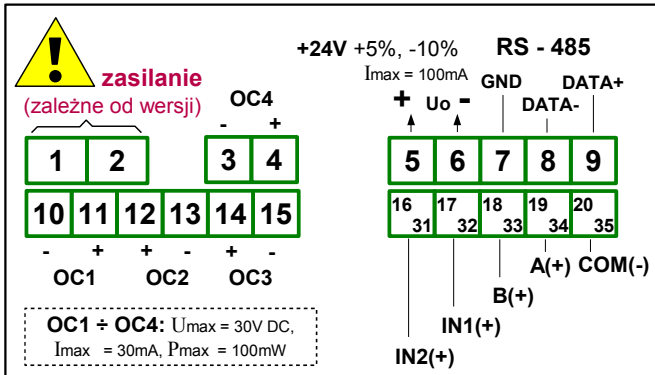 +24V +5%, -10% RS - 485
Imax = 100mA
zasilanie
(zależne od wersji)
OC4
GND DATA+
+ Uo - DATA-
- +
1 2 3 4 5 6 7 8 9
10 11 12 13 14 15
16 17 18 19 20
31 32 33 34 35
- + + - + -
OC1 OC2 OC3
A(+) COM(-)
B(+)
IN1(+)
IN2(+)
OC1 ÷ OC4: Umax = 30V DC,
Imax = 30mA, Pmax = 100mW